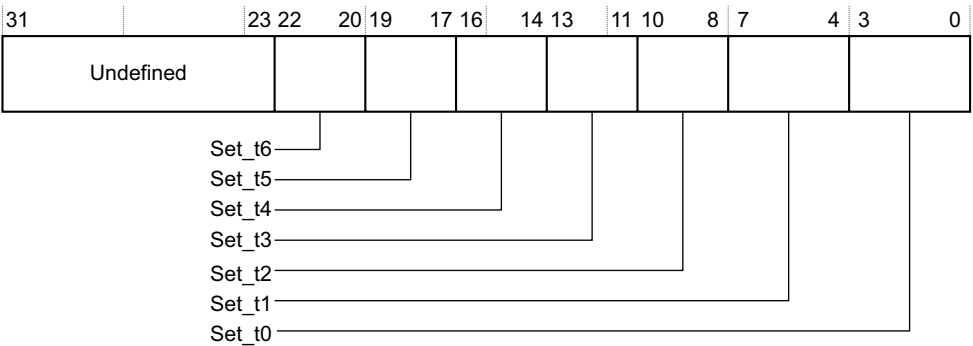 31 23 22 20 19 17 16 14 13 11 10 8 7 4 3 0
Undefined
Set_t6
Set_t5
Set_t4
Set_t3
Set_t2
Set_t1
Set_t0